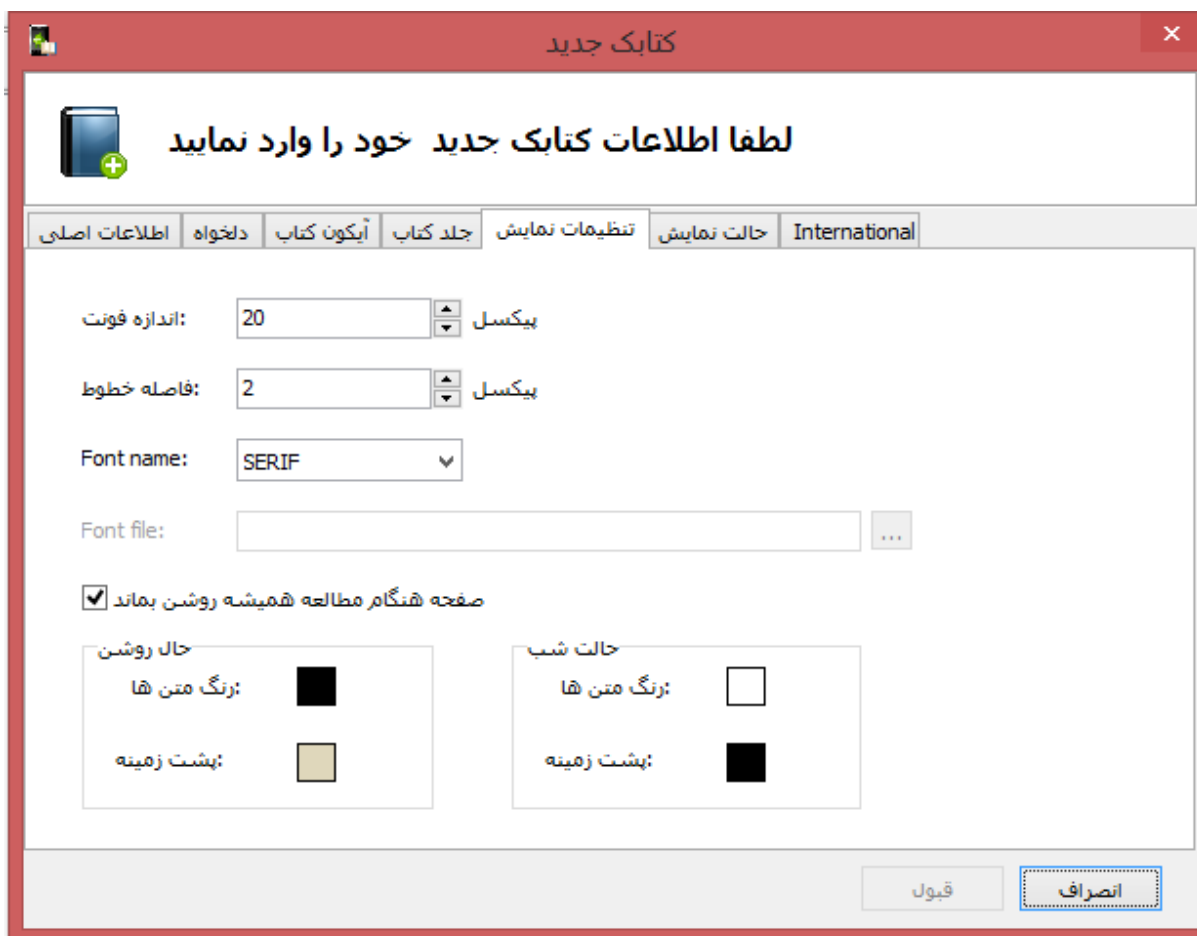 کتابک جدید
لطفا اطلاعات کتابک جدید خود را وارد نمایید
اطلاعات اصلی دلخواه آیکون کتاب جلد کتاب تنظیمات نمایش حالت نمایش International
اندازه فونت: 20 پیکسل
فاصله خطوط: 2 پیکسل
Font name: SERIF
Font file: ...
صفحه هنگام مطالعه همیشه روشن بماند
حال روشن حالت شب
رنگ متن ها: رنگ متن ها:
پشت زمینه: پشت زمینه:
قبول انصراف